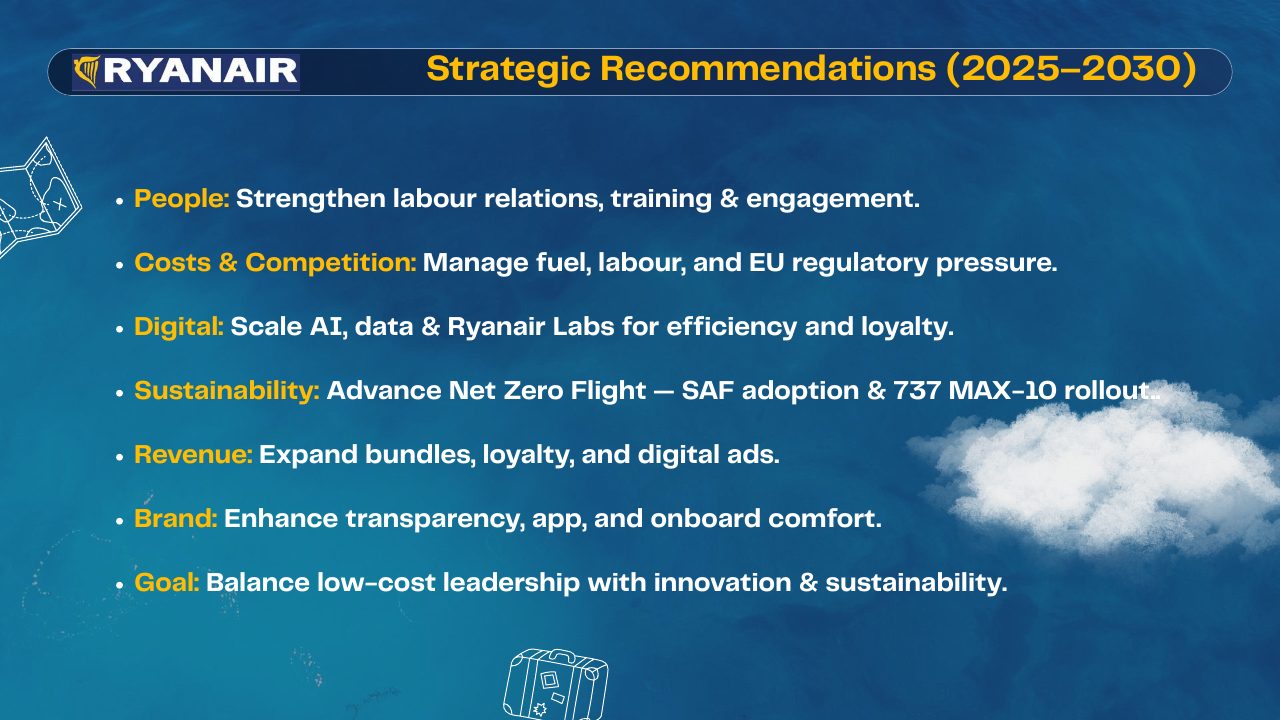 RYANAIR
Strategic Recommendations (2025–2030)
• People: Strengthen labour relations, training & engagement.
• Costs & Competition: Manage fuel, labour, and EU regulatory pressure.
• Digital: Scale AI, data & Ryanair Labs for efficiency and loyalty.
• Sustainability: Advance Net Zero Flight — SAF adoption & 737 MAX-10 rollout..
• Revenue: Expand bundles, loyalty, and digital ads.
• Brand: Enhance transparency, app, and onboard comfort.
• Goal: Balance low-cost leadership with innovation & sustainability.